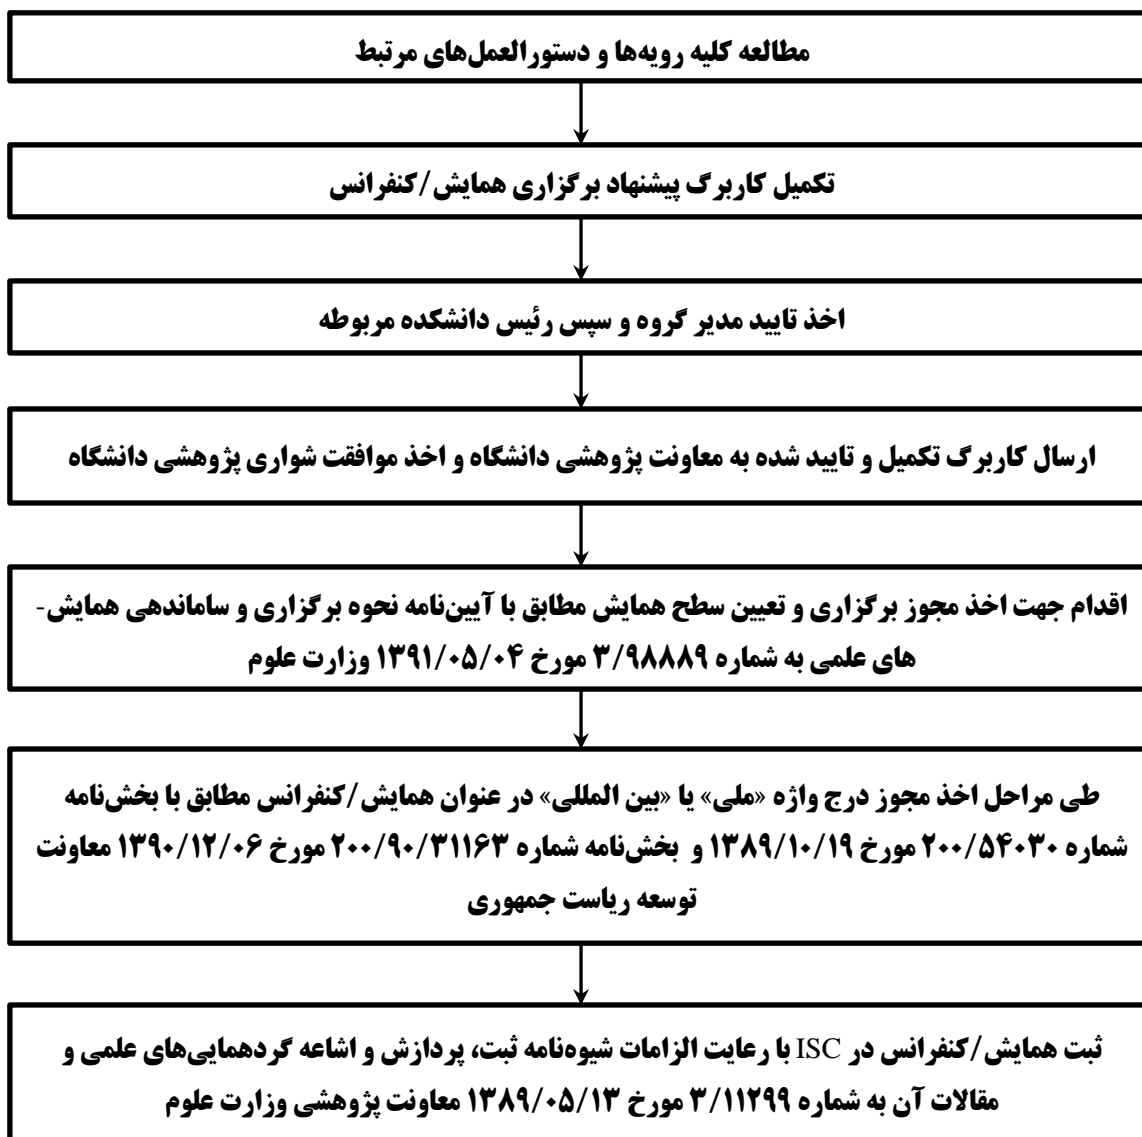 مطالعه کلیه رویه‌ها و دستورالعمل‌های مرتبط
تکمیل کاربرگ پیشنهاد برگزاری همایش/کنفرانس
اخذ تایید مدیر گروه و سپس رئیس دانشکده مربوطه
ارسال کاربرگ تکمیل و تایید شده به معاونت پژوهشی دانشگاه و اخذ موافقت شواری پژوهشی دانشگاه
اقدام جهت اخذ مجوز برگزاری و تعیین سطح همایش مطابق با آیین‌نامه نحوه برگزاری و ساماندهی همایش-
های علمی به شماره ۳/۹۸۸۸۹ مورخ ۱۳۹۱/۰۵/۰۴ وزارت علوم
طی مراحل اخذ مجوز درج واژه «ملی» یا «بین المللی» در عنوان همایش/کنفرانس مطابق با بخش‌نامه
شماره ۲۰۰/۵۴۰۳۰ مورخ ۱۳۸۹/۱۰/۱۹ و بخش‌نامه شماره ۲۰۰/۹۰/۳۱۱۶۳ مورخ ۱۳۹۰/۱۲/۰۶ معاونت
توسعه ریاست جمهوری
ثبت همایش/کنفرانس در ISC با رعایت الزامات شیوه‌نامه ثبت، پردازش و اشاعه گردهمایی‌های علمی و
مقالات آن به شماره ۳/۱۱۲۹۹ مورخ ۱۳۸۹/۰۵/۱۳ معاونت پژوهشی وزارت علوم